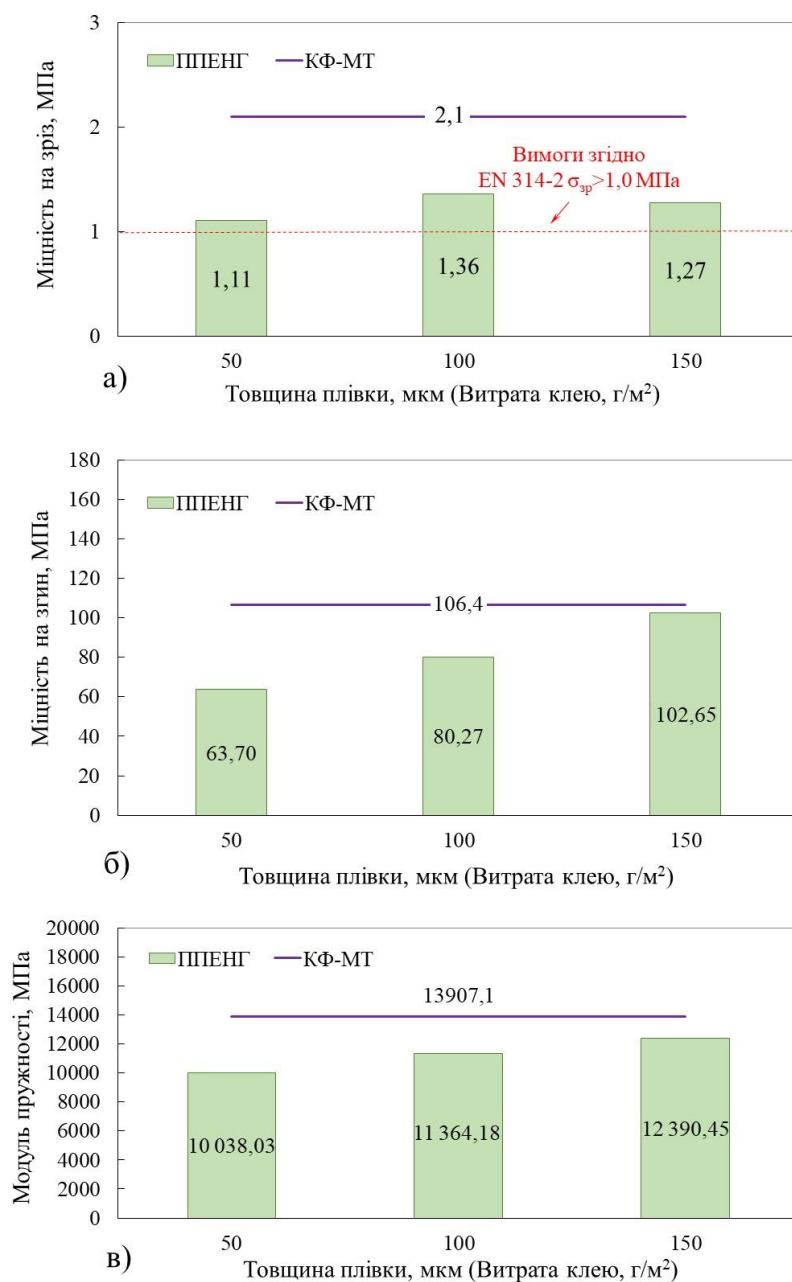 3
ППЕНГ
КФ-МТ
2,1
2
Вимоги згідно
EN 314-2 σзр>1,0 МПа
1
1,11
1,36
1,27
0
Міцність на зріз, МПа
50
100
150
а)
Товщина плівки, мкм (Витрата клею, г/м²)
180
160
ППЕНГ
КФ-МТ
140
120
106,4
100
80
60
40
20
0
63,70
80,27
102,65
Міцність на згин, МПа
50
100
150
б)
Товщина плівки, мкм (Витрата клею, г/м²)
20000
18000
ППЕНГ
КФ-МТ
16000
13907,1
14000
12000
10000
8000
6000
4000
2000
0
10 038,03
11 364,18
12 390,45
Модуль пружності, МПа
50
100
150
в)
Товщина плівки, мкм (Витрата клею, г/м²)